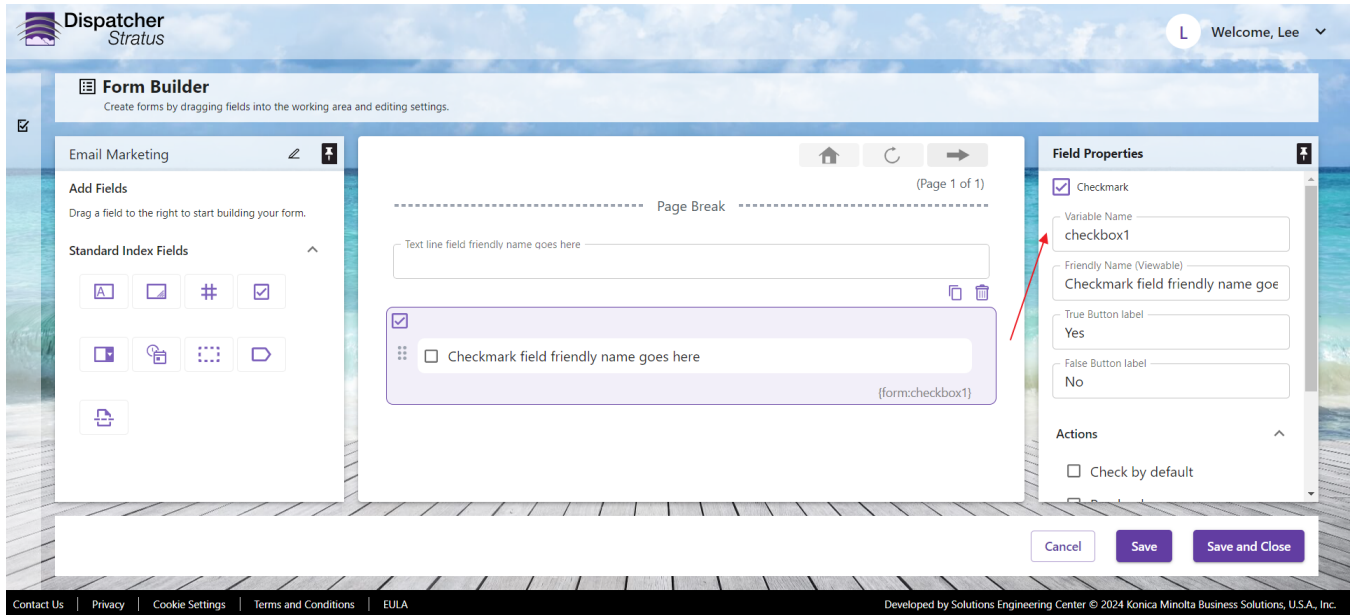 Dispatcher
Stratus
L Welcome, Lee
Form Builder
Create forms by dragging fields into the working area and editing settings.
Email Marketing
Add Fields
Drag a field to the right to start building your form.
Standard Index Fields
(Page 1 of 1)
Page Break
Text line field friendly name goes here
Checkmark field friendly name goes here
{form:checkbox1}
Field Properties
Checkmark
Variable Name
checkbox1
Friendly Name (Viewable)
Checkmark field friendly name goe
True Button label
Yes
False Button label
No
Actions
Check by default
Cancel Save Save and Close
Contact Us | Privacy | Cookie Settings | Terms and Conditions | EULA
Developed by Solutions Engineering Center © 2024 Konica Minolta Business Solutions, U.S.A., Inc.